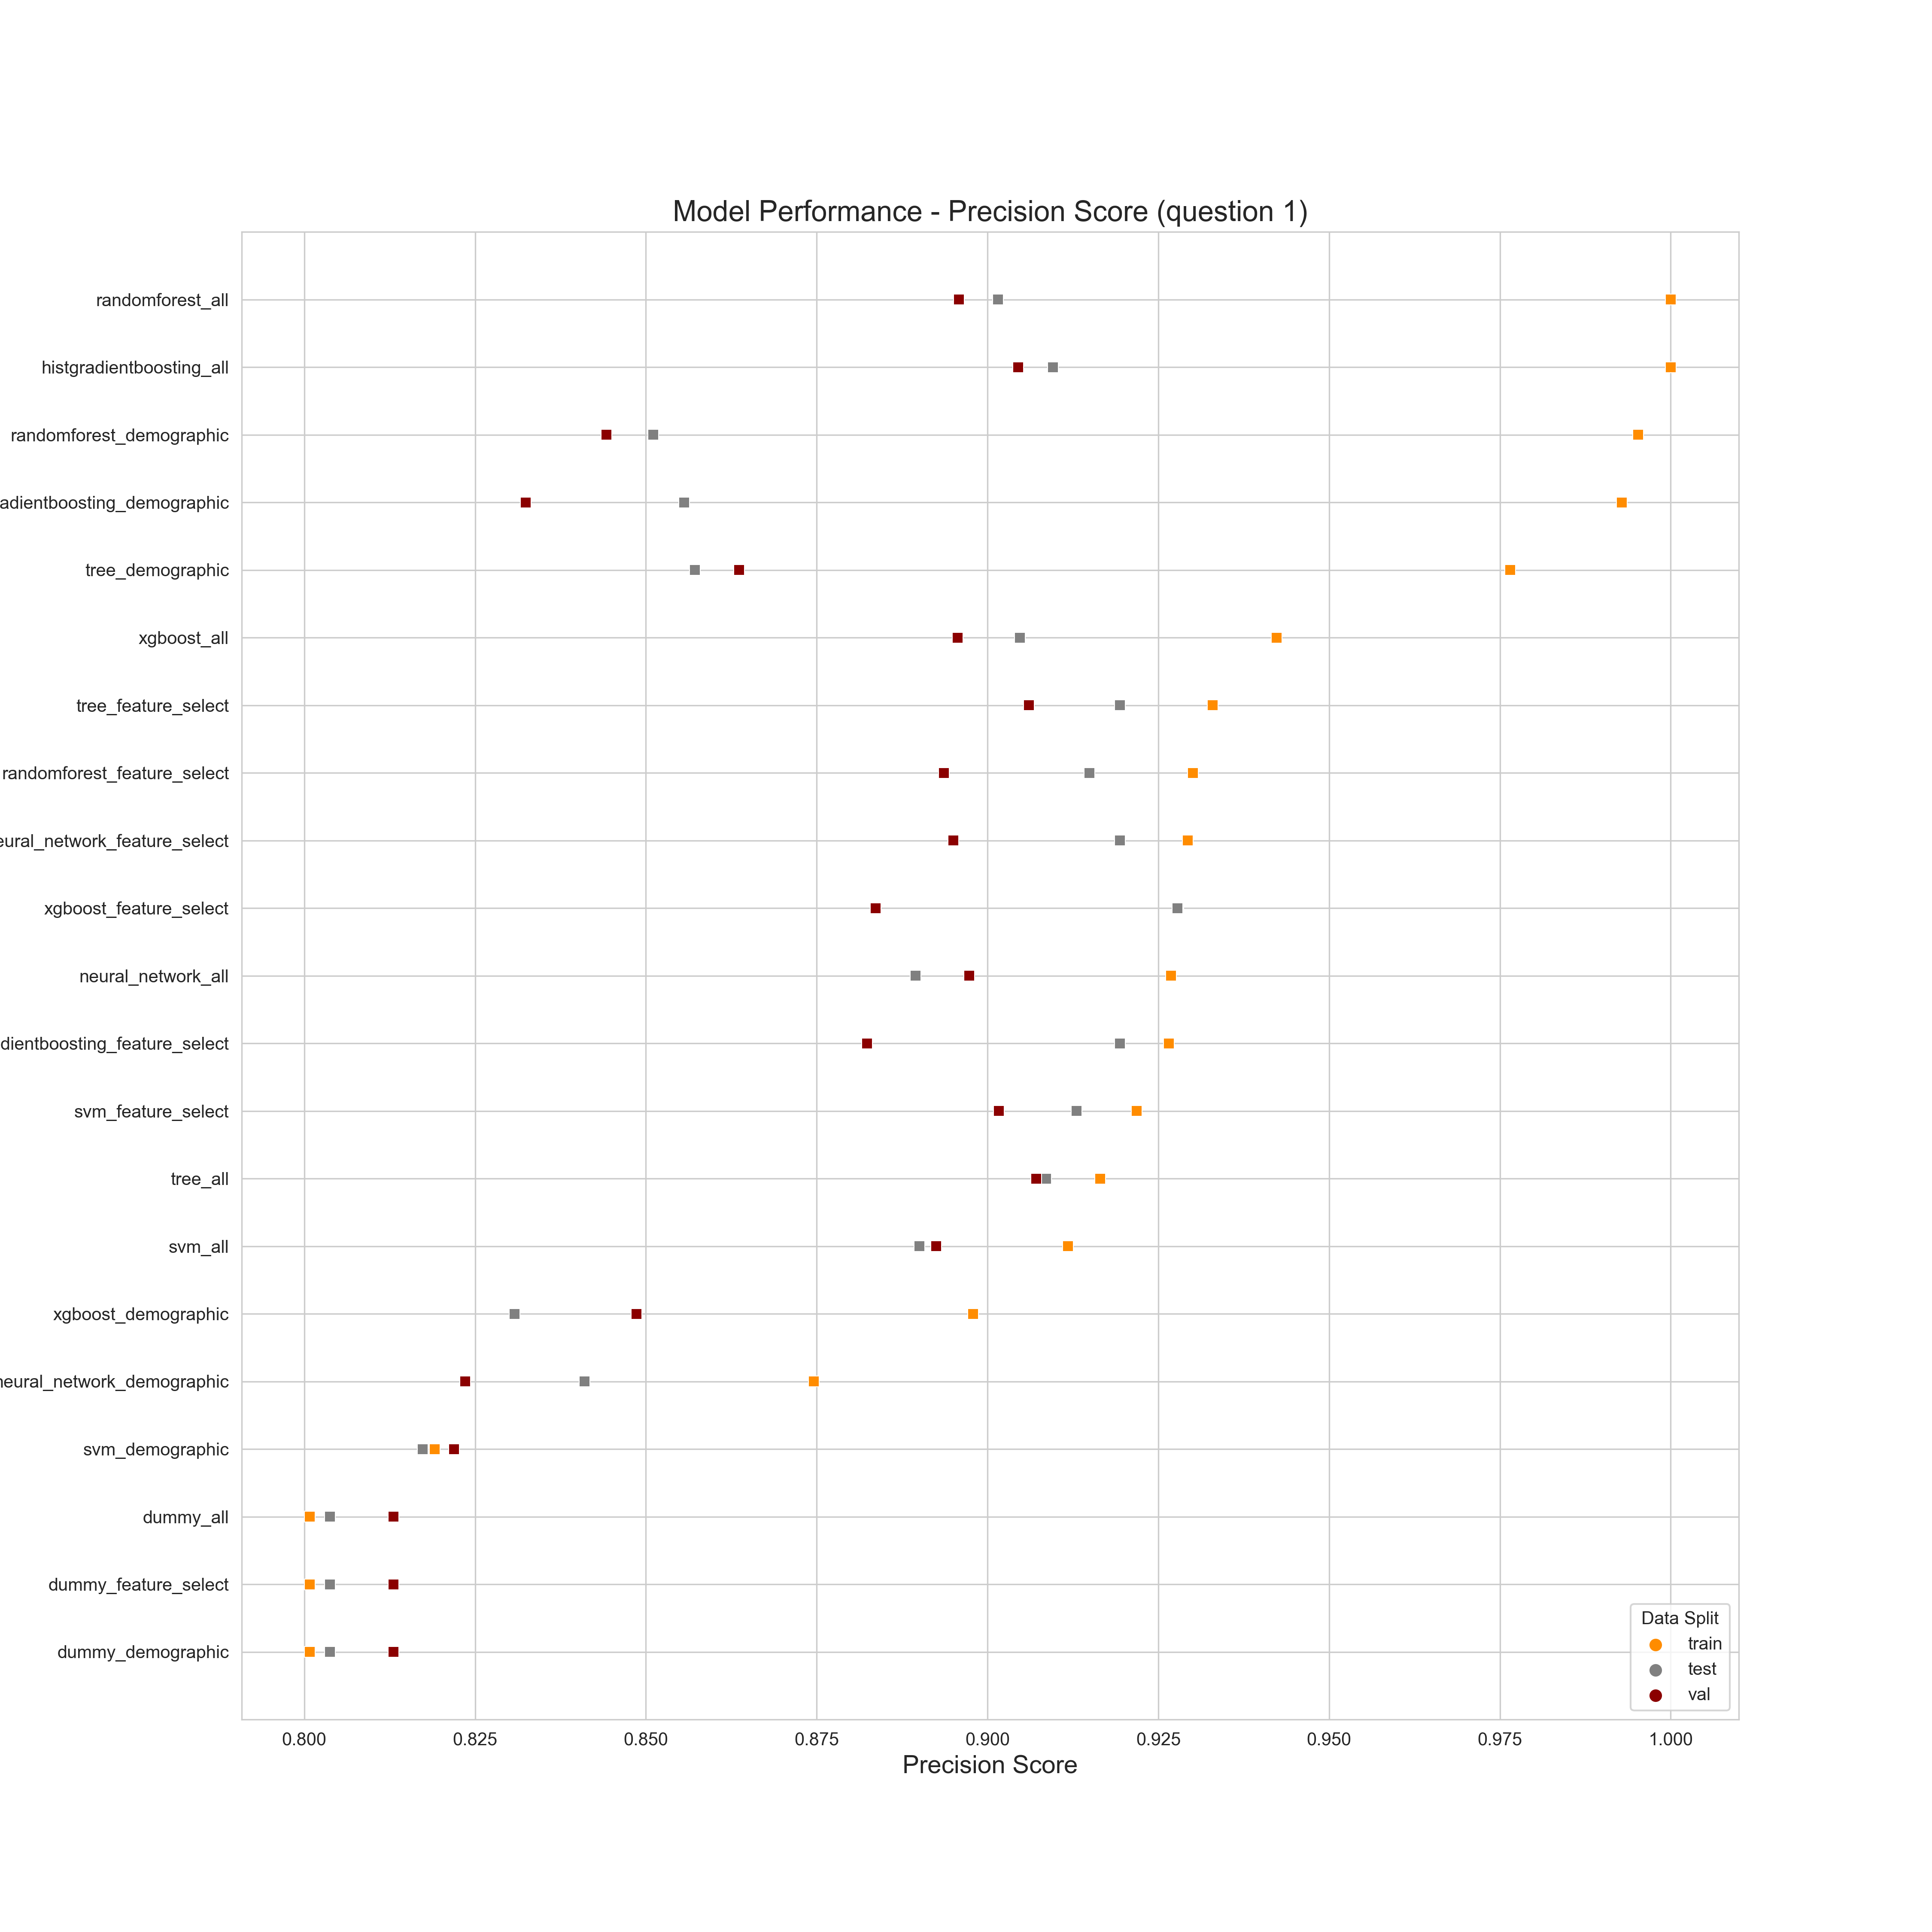 Model Performance - Precision Score (question 1)
randomforest_all
histgradientboosting_all
randomforest_demographic
adientboosting_demographic
tree_demographic
xgboost_all
tree_feature_select
randomforest_feature_select
eural_network_feature_select
xgboost_feature_select
neural_network_all
dientboosting_feature_select
svm_feature_select
tree_all
svm_all
xgboost_demographic
neural_network_demographic
svm_demographic
dummy_all
dummy_feature_select
dummy_demographic
Data Split
train
test
val
0.800 0.825 0.850 0.875 0.900 0.925 0.950 0.975 1.000
Precision Score